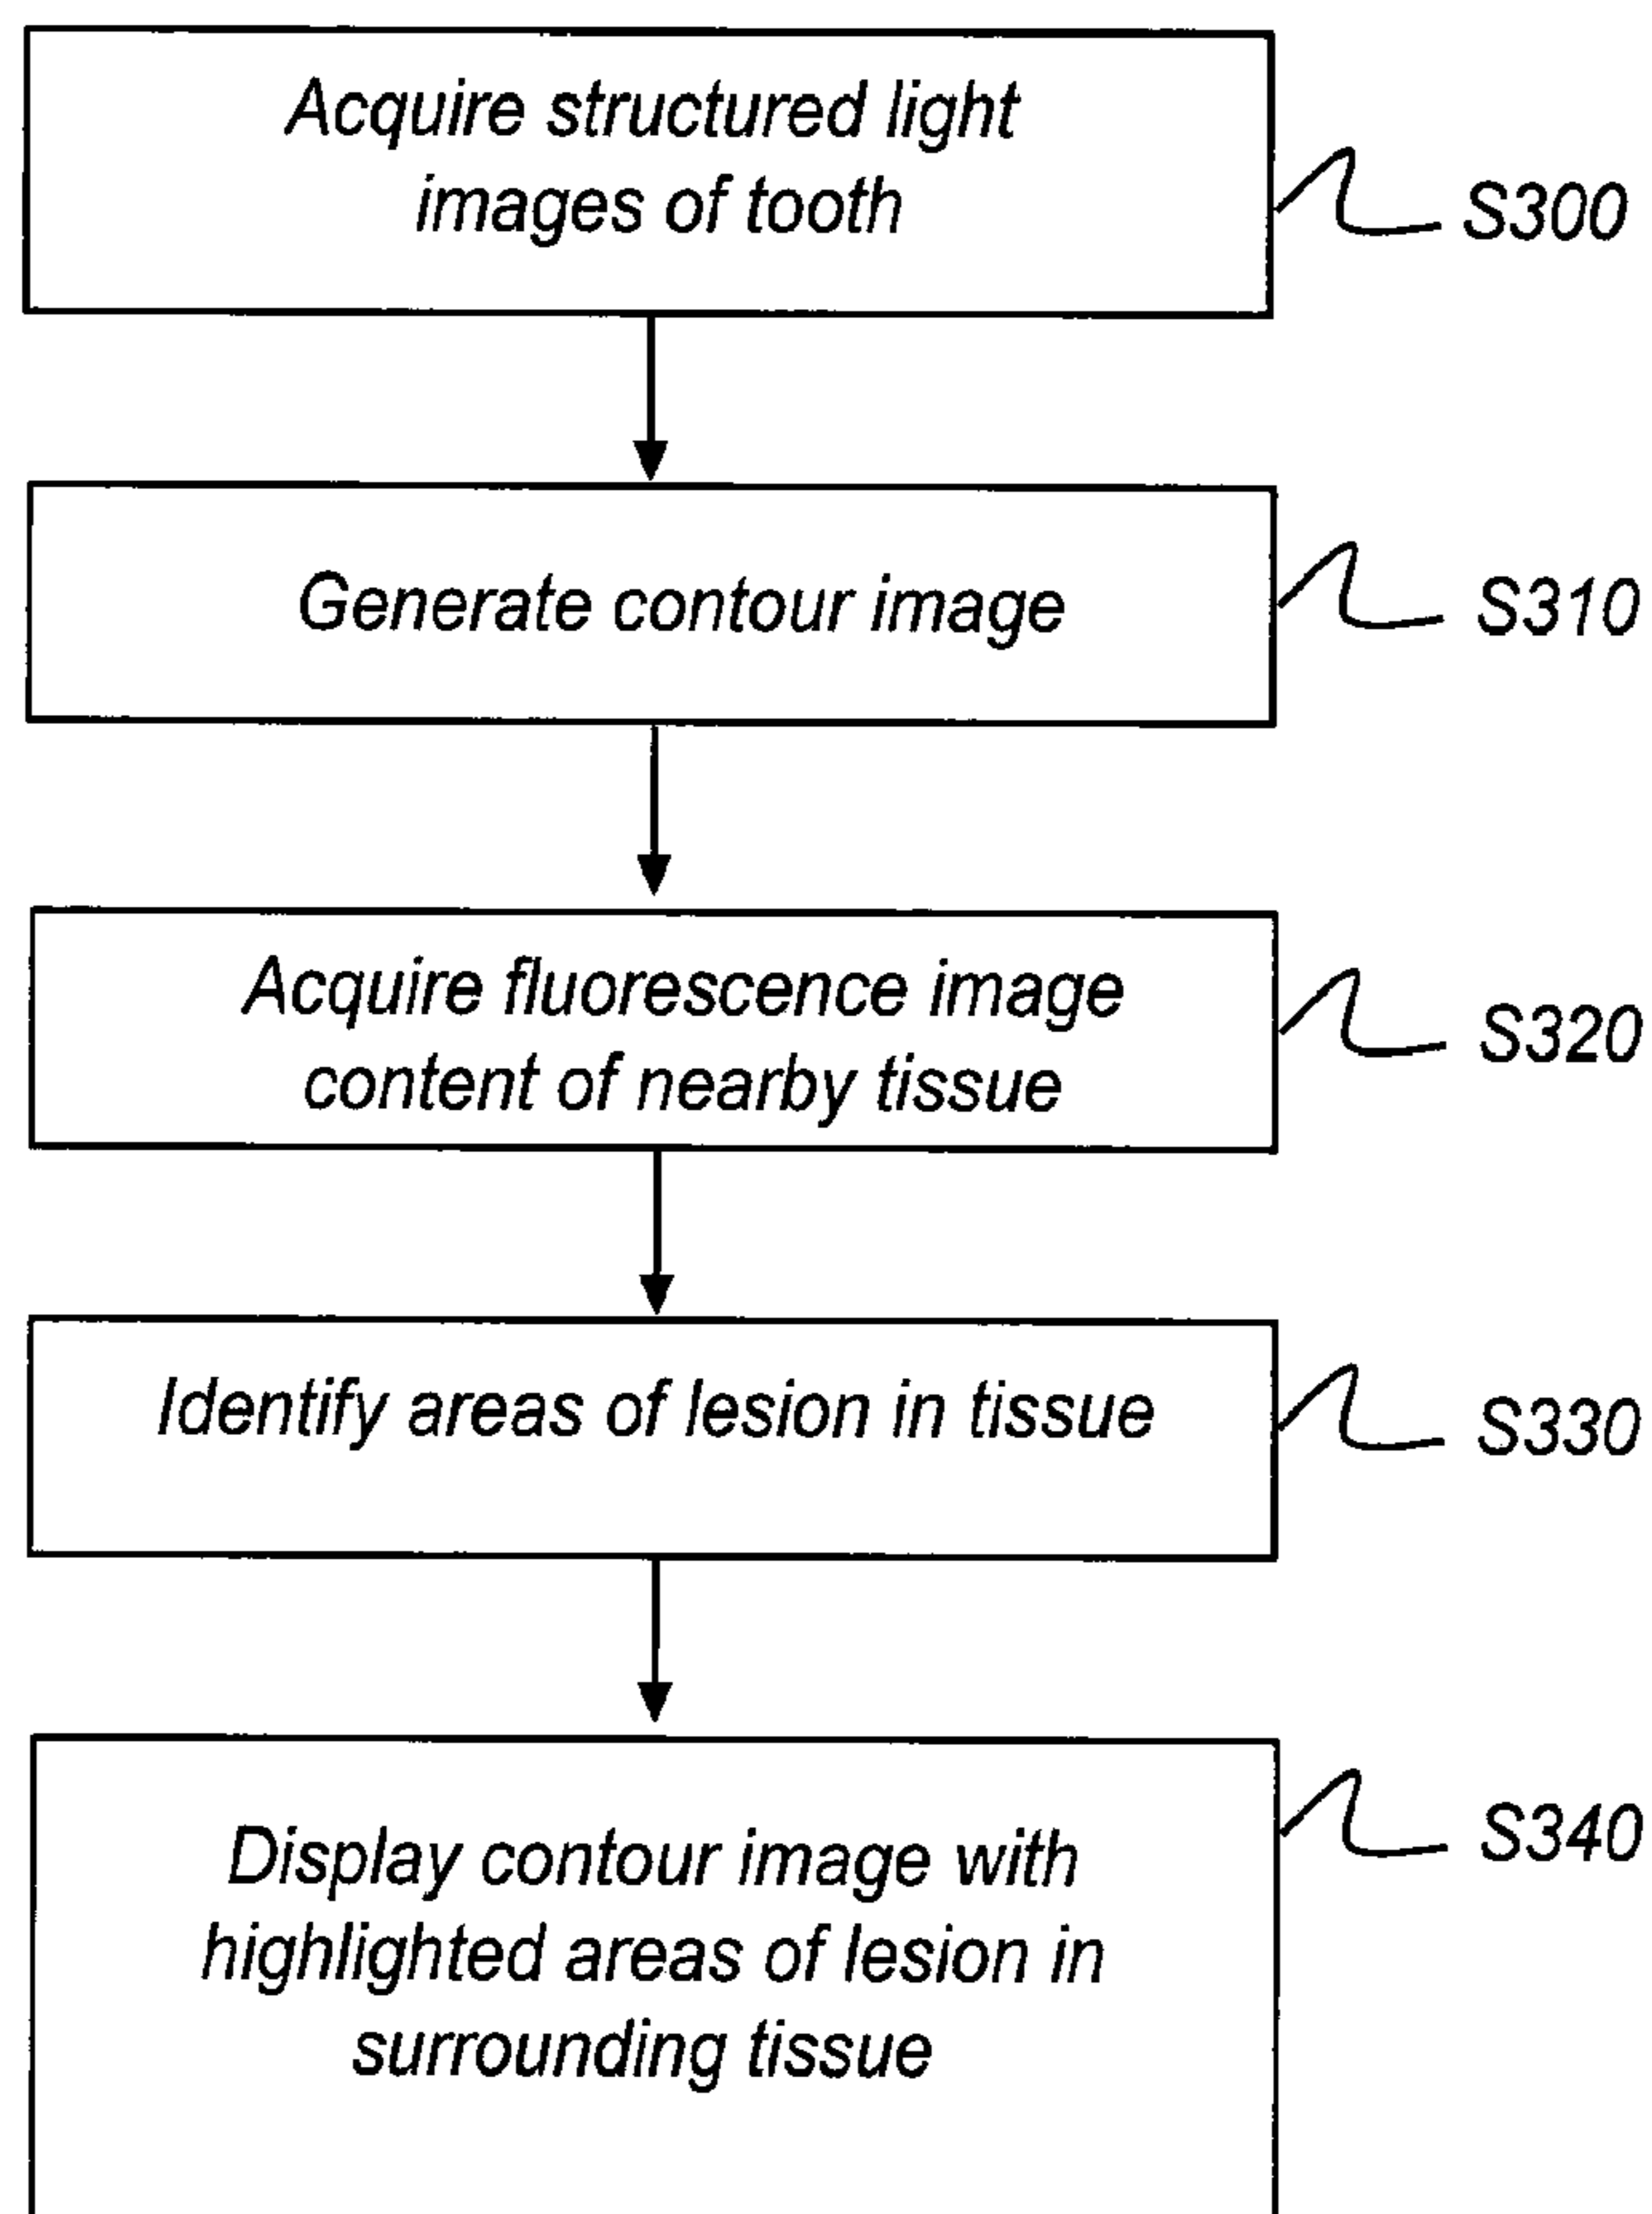 Acquire structured light
images of tooth
S300
Generate contour image
S310
Acquire fluorescence image
content of nearby tissue
S320
Identify areas of lesion in tissue
S330
Display contour image with
highlighted areas of lesion in
surrounding tissue
S340